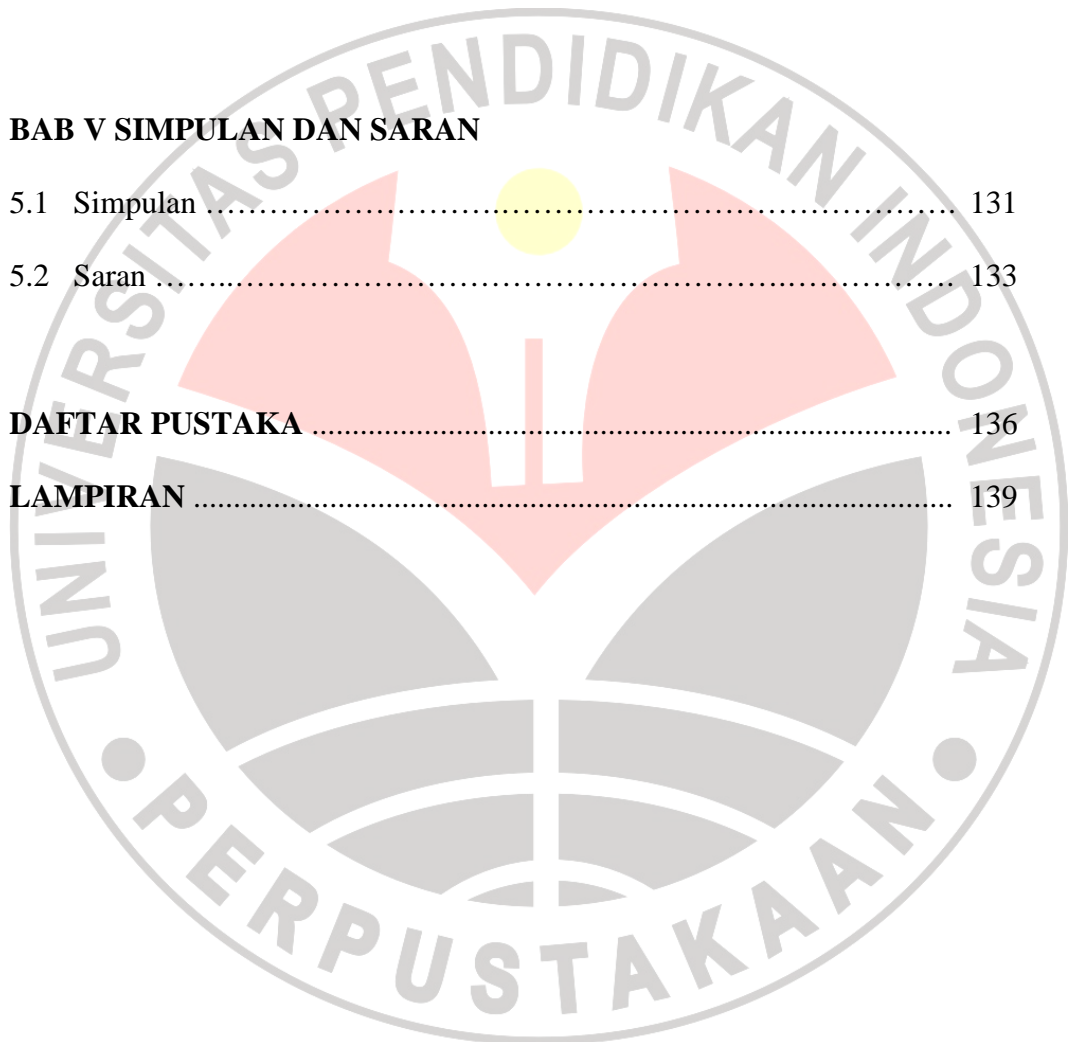 BAB V SIMPULAN DAN SARAN
5.1 Simpulan ………………………………………………………………. 131
5.2 Saran ……..……………………………………………….……………. 133
DAFTAR PUSTAKA ............................................................................................ 136
LAMPIRAN ............................................................................................................. 139
UNIVERSITAS PENDIDIKAN INDONESIA
PERPUSTAKAAN